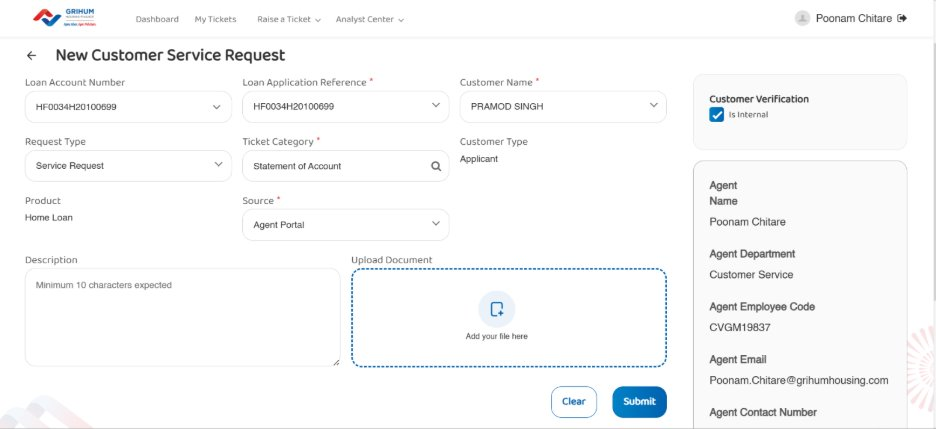 GRIHUM
HOUSING FINANCE
Dashboard My Tickets Raise a Ticket Analyst Center Poonam Chitare
New Customer Service Request
Loan Account Number Loan Application Reference * Customer Name *
HF0034H20100699 HF0034H20100699 PRAMOD SINGH
Request Type Ticket Category * Customer Type
Service Request Statement of Account Applicant
Product Source *
Home Loan Agent Portal
Description Upload Document
Minimum 10 characters expected
Add your file here
Clear Submit
Customer Verification
Is Internal
Agent
Name
Poonam Chitare
Agent Department
Customer Service
Agent Employee Code
CVGM19837
Agent Email
Poonam.Chitare@grihumhousing.com
Agent Contact Number